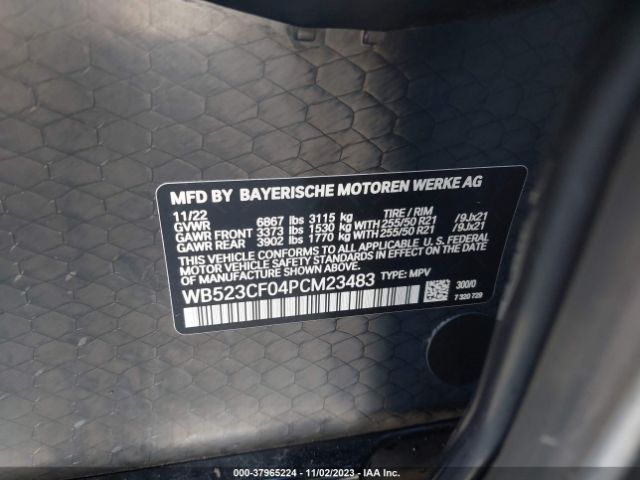 MFD BY BAYERISCHE MOTOREN WERKE AG
11/22 TIRE / RIM
GVWR 6867 lbs 3115 kg
GAWR FRONT 3373 lbs 1530 kg WITH 255/50 R21 /9Jx21
GAWR REAR 3902 lbs 1770 kg WITH 255/50 R21 /9Jx21
THIS VEHICLE CONFORMS TO ALL APPLICABLE U.S. FEDERAL
SAFETY STANDARDS IN EFFECT ON THE DATE OF
MANUFACTURE SHOWN ABOVE.
WB523CF04PCM23483 TYPE: MPV
300/0
7 320 729
000-37965224 - 11/02/2023 - IAA Inc.